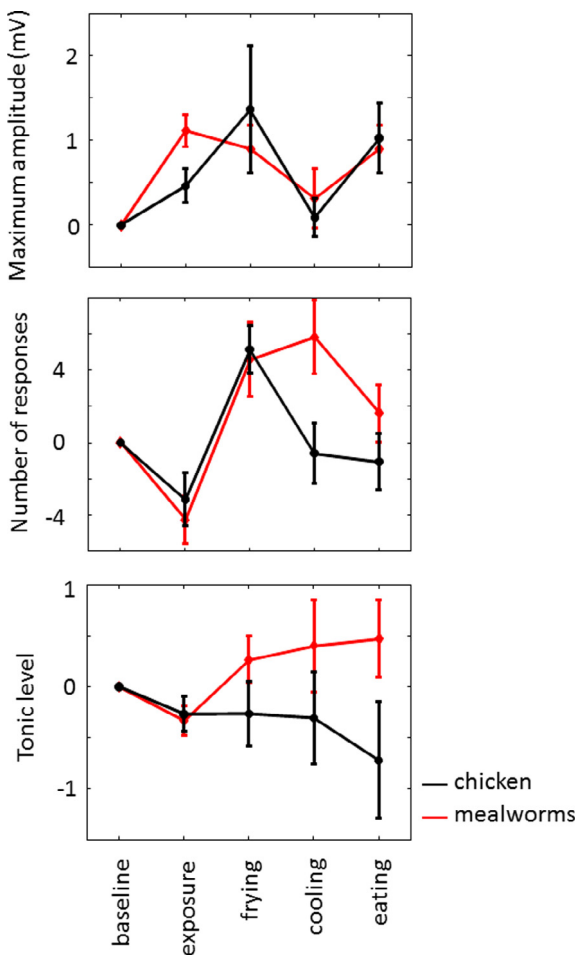 Maximum amplitude (mV)
2
1
0
Number of responses
4
0
-4
Tonic level
1
0
-1
chicken
mealworms
baseline
exposure
frying
cooling
eating